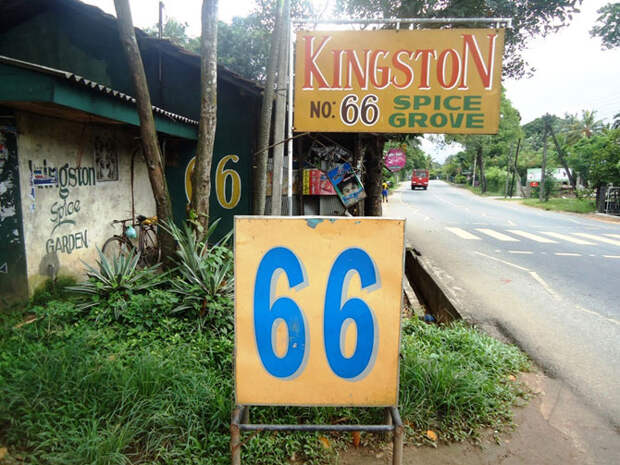 KINGSTON
NO: 66 SPICE GROVE
66
Kingston
Spice
GARDEN
66